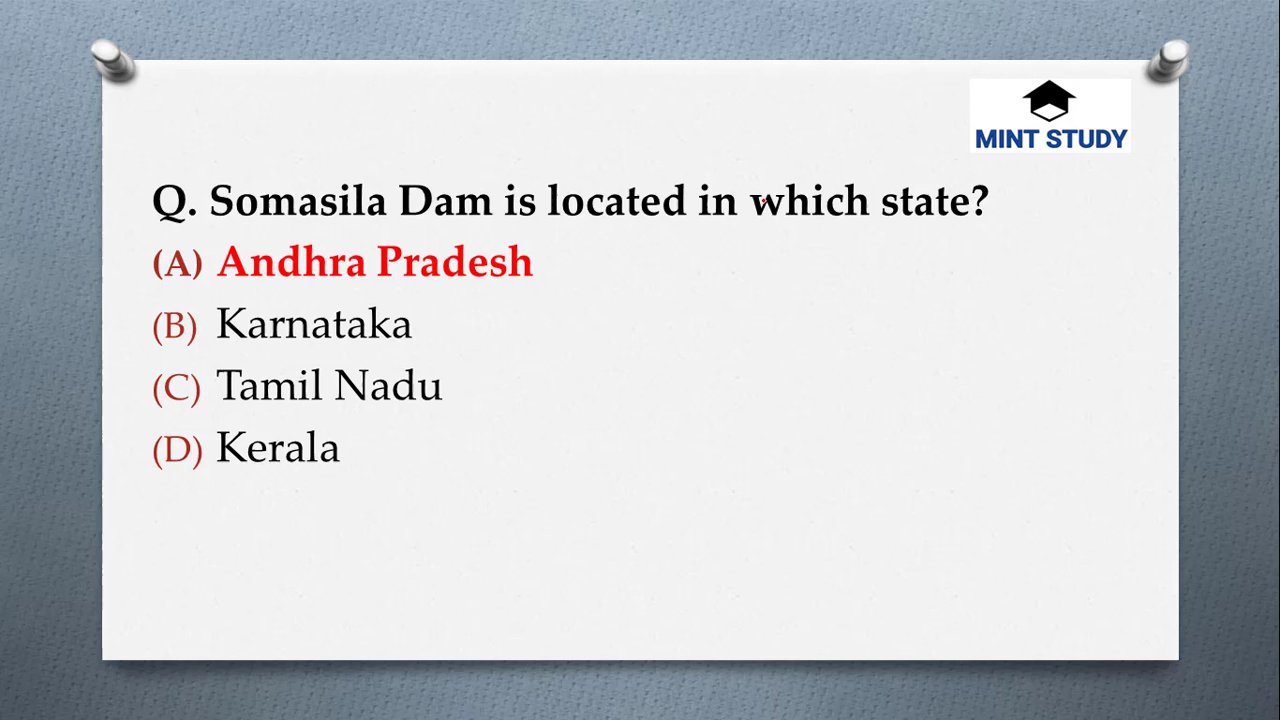 MINT STUDY
Q. Somasila Dam is located in which state?
(A) Andhra Pradesh
(B) Karnataka
(C) Tamil Nadu
(D) Kerala